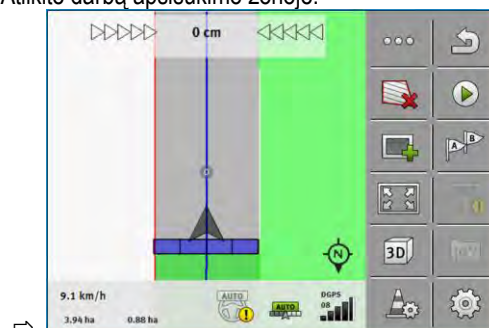 Atlikite darbą apsisukimo zonoje.
0 cm
A B
3D
9.1 km/h
AUTO
AUTO
DGPS
08
3.94 ha 0.88 ha
N